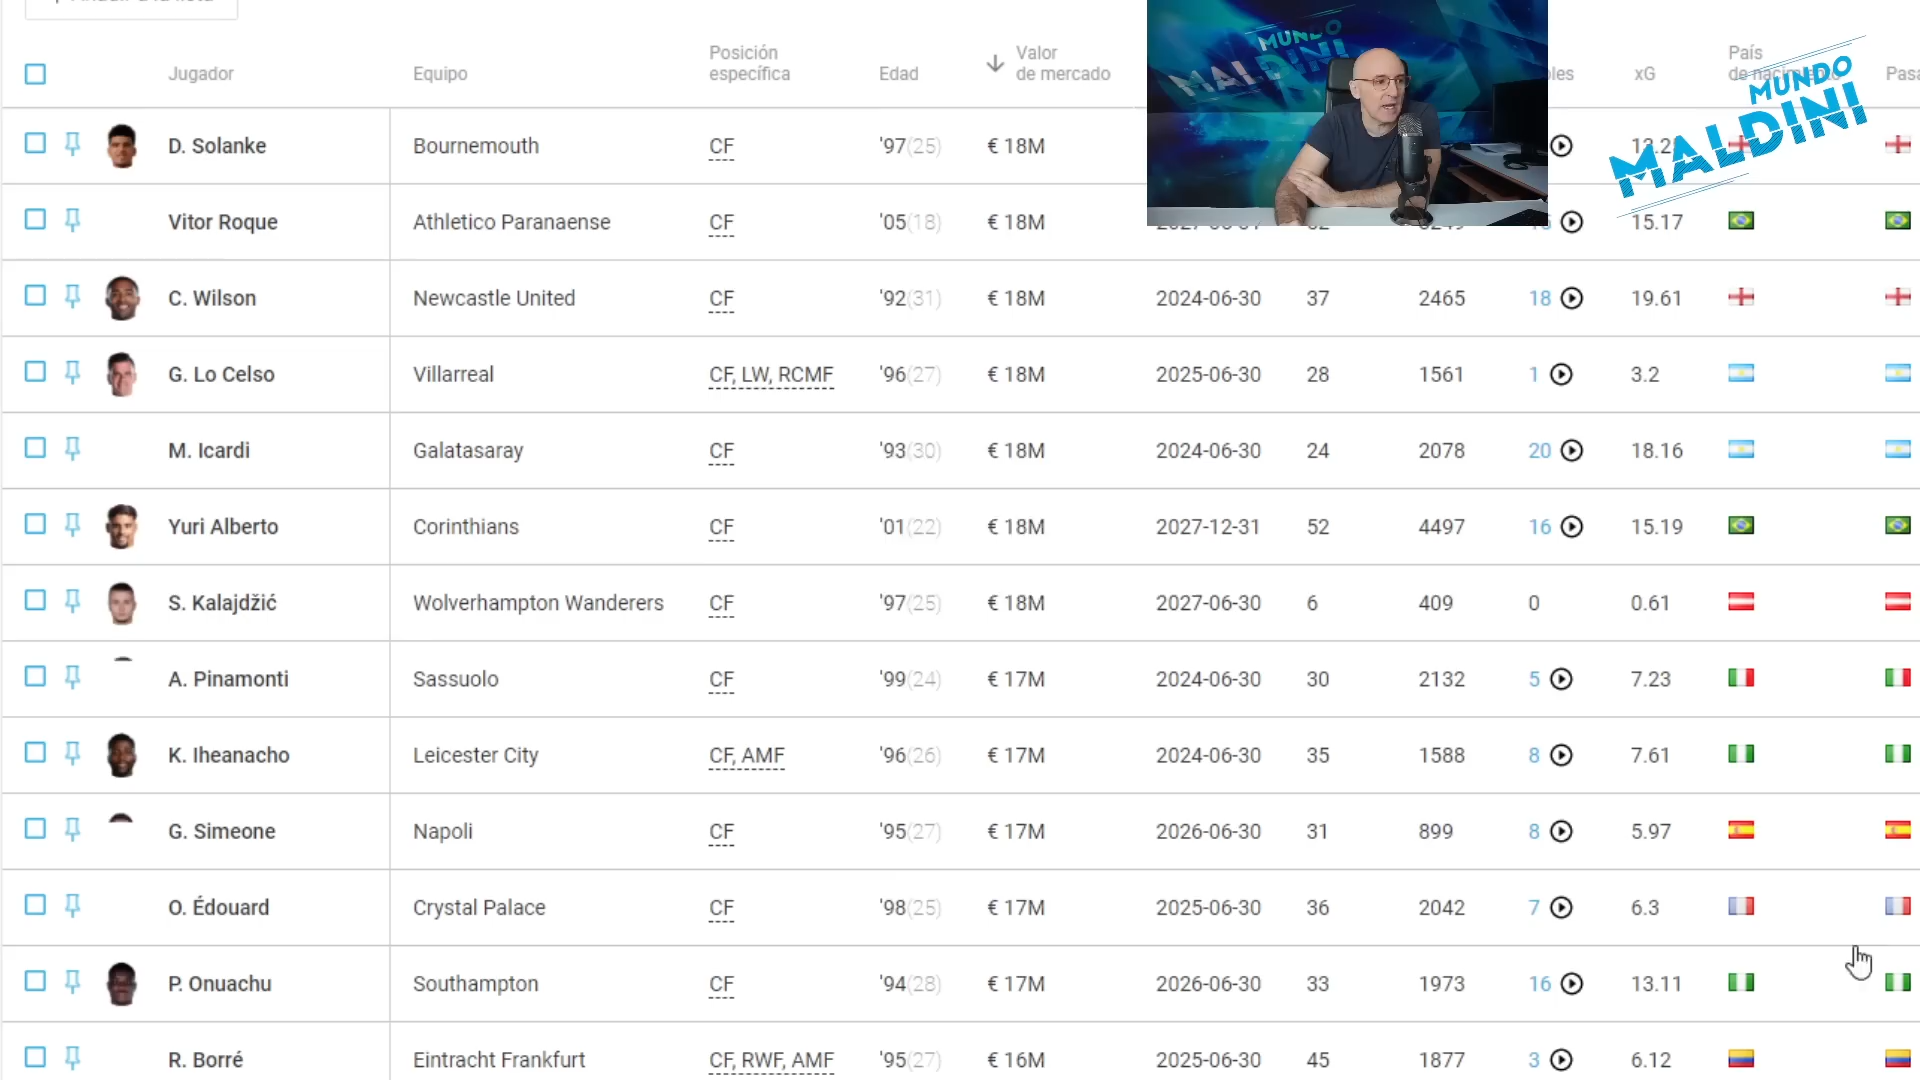 Jugador
Equipo
Posición
específica
Edad
Valor
de mercado
xG
País
de nacimiento
MUNDO
MALDINI
MUNDO
MALDINI
D. Solanke Bournemouth CF '97(25) € 18M
Vitor Roque Athletico Paranaense CF '05(18) € 18M 15.17
C. Wilson Newcastle United CF '92(31) € 18M 2024-06-30 37 2465 18 19.61
G. Lo Celso Villarreal CF, LW, RCMF '96(27) € 18M 2025-06-30 28 1561 1 3.2
M. Icardi Galatasaray CF '93(30) € 18M 2024-06-30 24 2078 20 18.16
Yuri Alberto Corinthians CF '01(22) € 18M 2027-12-31 52 4497 16 15.19
S. Kalajdžić Wolverhampton Wanderers CF '97(25) € 18M 2027-06-30 6 409 0 0.61
A. Pinamonti Sassuolo CF '99(24) € 17M 2024-06-30 30 2132 5 7.23
K. Iheanacho Leicester City CF, AMF '96(26) € 17M 2024-06-30 35 1588 8 7.61
G. Simeone Napoli CF '95(27) € 17M 2026-06-30 31 899 8 5.97
O. Édouard Crystal Palace CF '98(25) € 17M 2025-06-30 36 2042 7 6.3
P. Onuachu Southampton CF '94(28) € 17M 2026-06-30 33 1973 16 13.11
R. Borré Eintracht Frankfurt CF, RWF, AMF '95(27) € 16M 2025-06-30 45 1877 3 6.12